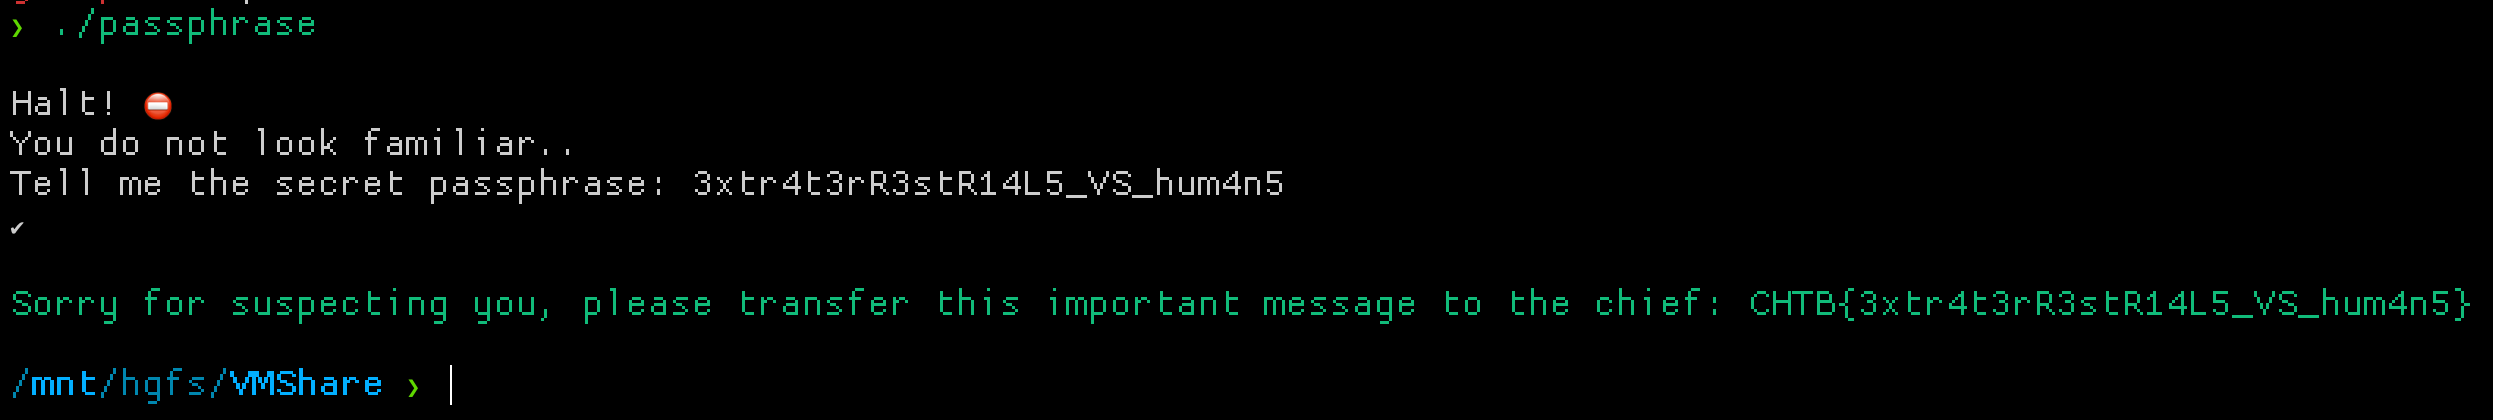 ❯ ./passphrase
Halt! ⛔
You do not look familiar..
Tell me the secret passphrase: 3xtr4t3rR3stR14L5_VS_hum4n5
✔
Sorry for suspecting you, please transfer this important message to the chief: CHTB{3xtr4t3rR3stR14L5_VS_hum4n5}
/mnt/hgfs/VMShare ❯